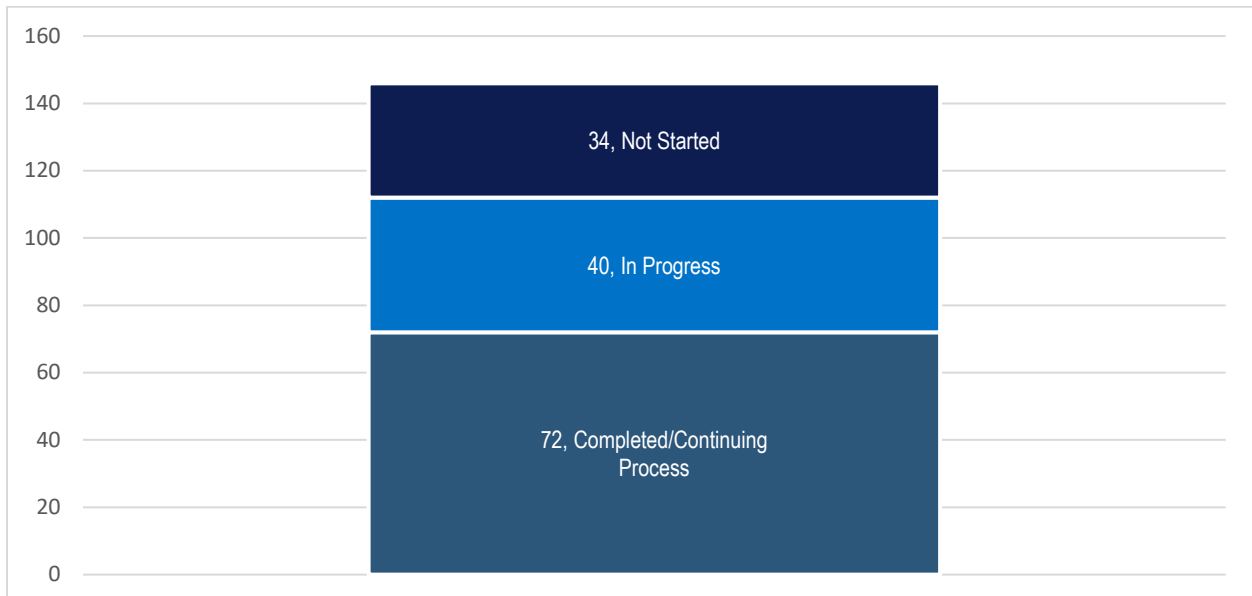 160
140
120
100
80
60
40
20
0
34, Not Started
40, In Progress
72, Completed/Continuing
Process